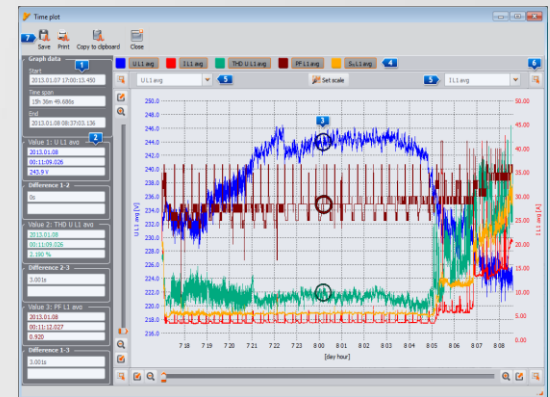 Time plot
7
Save Print Copy to clipboard Close
Graph data 1
Start
2013.01.07 17:00:13.450
Time span
15h 36m 49.686s
End
2013.01.08 08:37:03.136
2
Value 1: U L1 avg
2013.01.08
00:11:09.026
243.9 V
Difference 1-2
0s
Value 2: THD U L1 avg
2013.01.08
00:11:09.026
2.100 %
Difference 2-3
3.001s
Value 3: PF L1 avg
2013.01.08
00:11:12.027
0.920
Difference 1-3
3.001s
U L1 avg I L1 avg THD U L1 avg PF L1 avg 4 6
U L1 avg 5 Set scale 5 I L1 avg
3
250.0 50.00
248.0
246.0 45.00
244.0
242.0 40.00
240.0 35.00
238.0
236.0 30.00
234.0
232.0 25.00
230.0 20.00
228.0
226.0 15.00
224.0
222.0 10.00
220.0 5.00
218.0
216.0 0.00
U L1 avg [V]
I L1 avg [A]
7 18 7 19 7 20 7 21 7 22 7 23 8 00 8 01 8 02 8 03 8 04 8 05 8 06 8 07 8 08
[day hour]